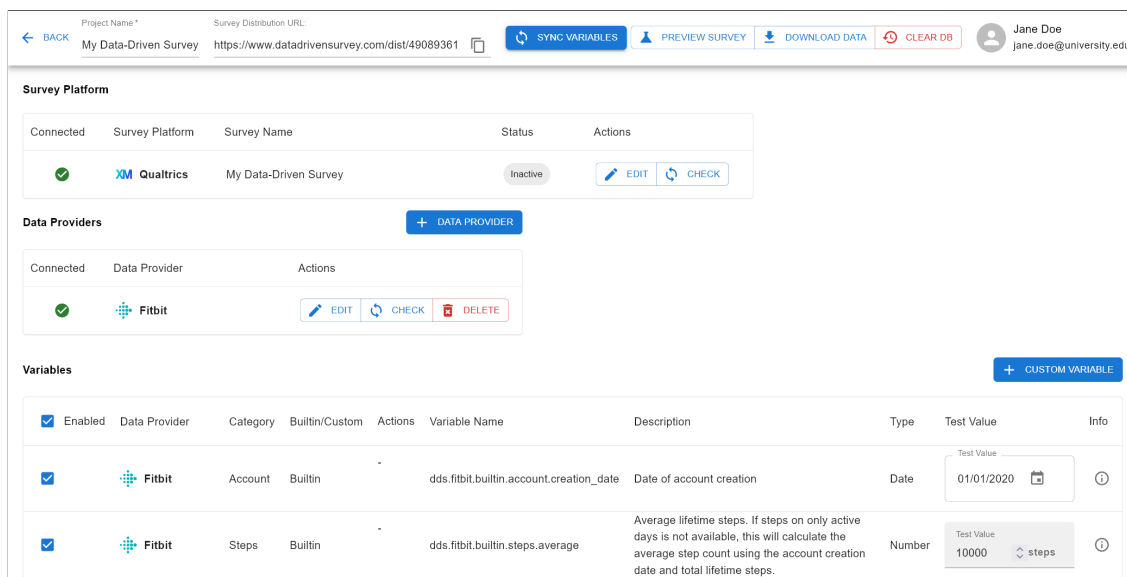 Project Name *
Survey Distribution URL:
BACK
My Data-Driven Survey
https://www.datadrivensurvey.com/dist/49089361
SYNC VARIABLES
PREVIEW SURVEY
DOWNLOAD DATA
CLEAR DB
Jane Doe
jane.doe@university.edu
Survey Platform
Connected Survey Platform Survey Name Status Actions
XM Qualtrics My Data-Driven Survey Inactive EDIT CHECK
Data Providers + DATA PROVIDER
Connected Data Provider Actions
Fitbit EDIT CHECK DELETE
Variables + CUSTOM VARIABLE
Enabled Data Provider Category Builtin/Custom Actions Variable Name Description Type Test Value Info
Test Value
Fitbit Account Builtin - dds.fitbit.builtin.account.creation_date Date of account creation Date 01/01/2020
Average lifetime steps. If steps on only active
days is not available, this will calculate the
Test Value
Fitbit Steps Builtin - dds.fitbit.builtin.steps.average average step count using the account creation Number 10000 steps
date and total lifetime steps.